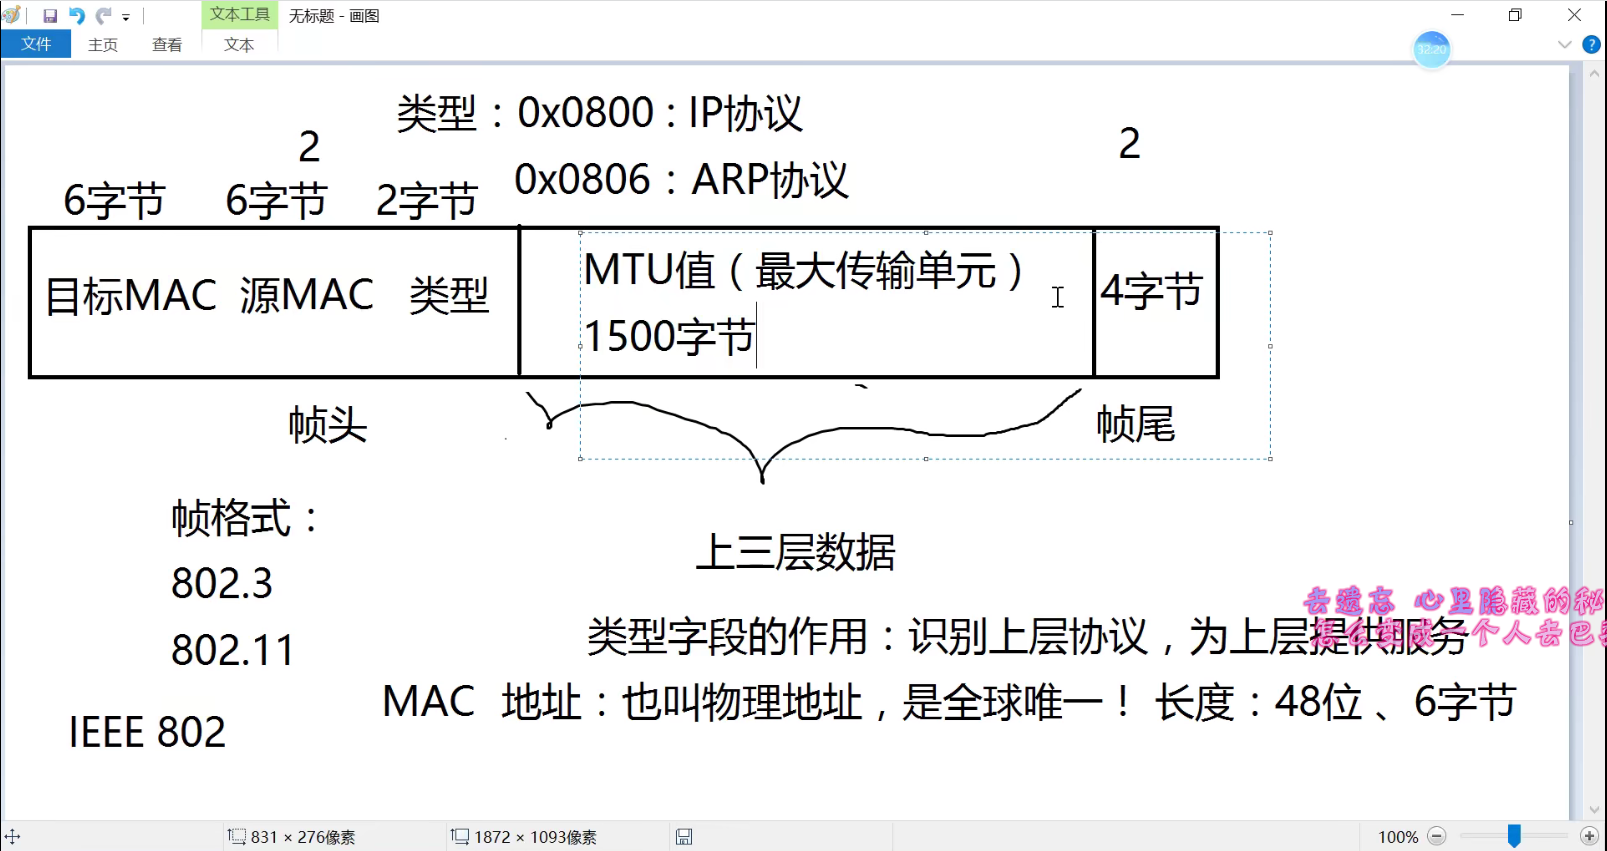 文本工具 无标题 - 画图
文件 主页 查看 文本
32:20
类型：0x0800：IP协议
2
2
0x0806：ARP协议
6字节 6字节 2字节
目标MAC 源MAC 类型
MTU值（最大传输单元）
1500字节
4字节
帧头
帧尾
帧格式：
802.3
802.11
IEEE 802
上三层数据
去遗忘 心里隐藏的秘
怎么变成一个人去巴
类型字段的作用：识别上层协议，为上层提供服务
MAC 地址：也叫物理地址，是全球唯一！ 长度：48位 、6字节
831 × 276像素 1872 × 1093像素 100%